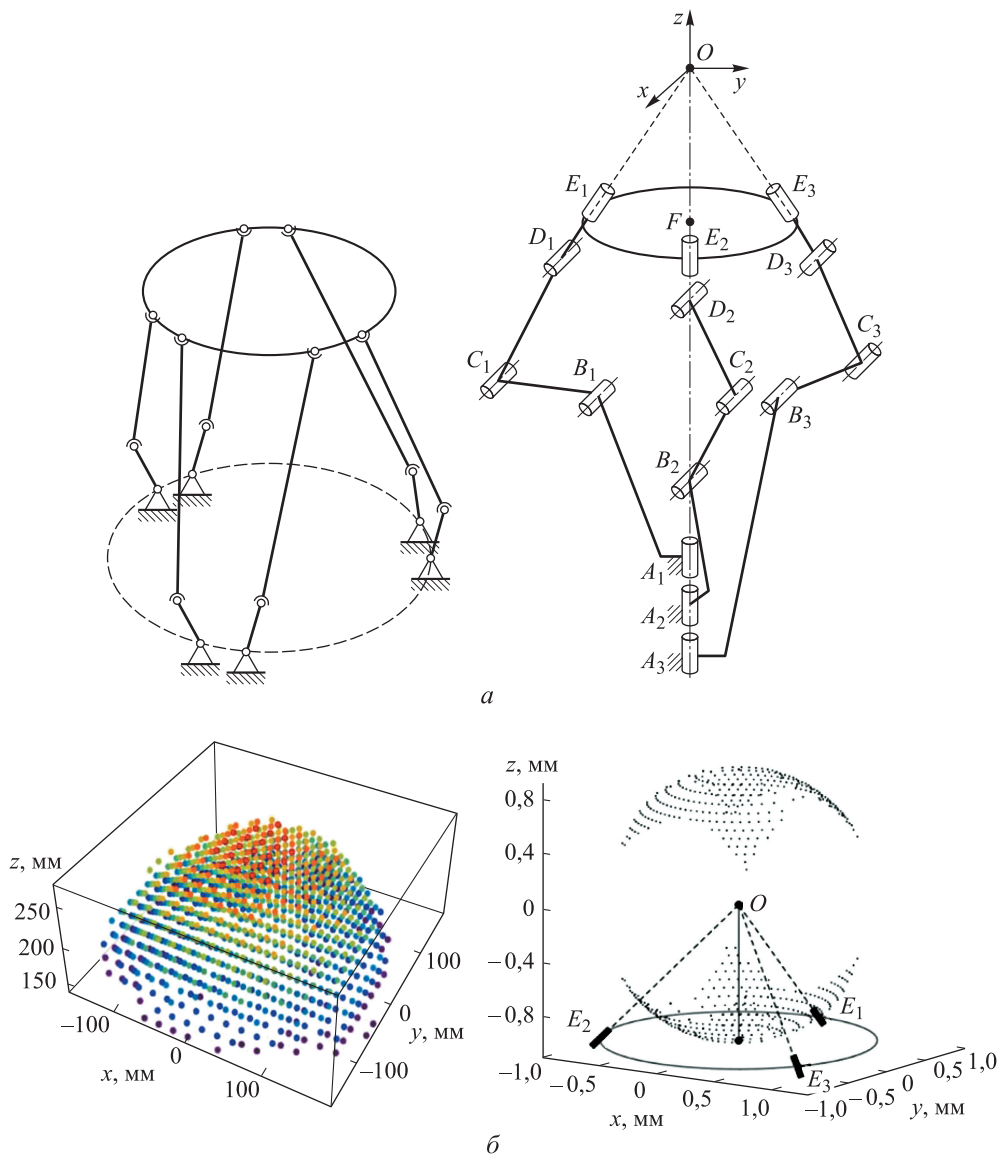 z
O
x
y
E₁
E₃
F
E₂
D₁
D₃
D₂
C₁
B₁
C₂
C₃
B₃
B₂
A₁
A₂
A₃
а
z, мм
250
200
150
−100
0
100
x, мм
100
0
−100
y, мм
z, мм
0,8
0,4
0
−0,4
−0,8
O
E₂
E₁
E₃
−1,0
−0,5
0
0,5
1,0
x, мм
−1,0
−0,5
0
0,5
1,0
y, мм
б